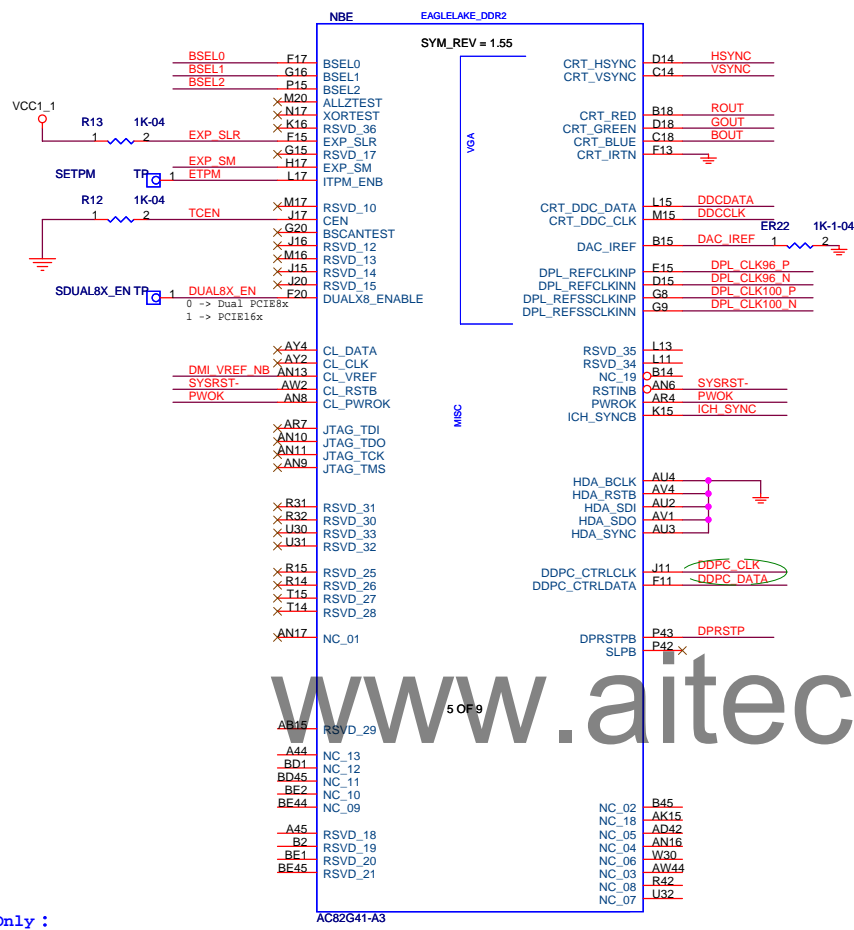 NBE EAGLELAKE_DDR2
SYM_REV = 1.55
BSEL0 F17 BSEL0 CRT_HSYNC D14 HSYNC
BSEL1 G16 BSEL1 CRT_VSYNC C14 VSYNC
BSEL2 P15 BSEL2
M20 ALLZTEST
VCC1_1 N17 XORTEST CRT_RED B18 ROUT
R13 1K-04 K16 RSVD_36 CRT_GREEN D18 GOUT
1 2 EXP_SLR F15 EXP_SLR CRT_BLUE C18 BOUT
G15 RSVD_17 CRT_IRTN F13
VGA
EXP_SM H17 EXP_SM
SETPM TP 1 ETPM L17 ITPM_ENB
R12 1K-04 M17 RSVD_10 CRT_DDC_DATA L15 DDCDATA
1 2 TCEN J17 CEN CRT_DDC_CLK M15 DDCCLK
G20 BSCANTEST ER22 1K-1-04
J16 RSVD_12 DAC_IREF B15 DAC_IREF 1 2
M16 RSVD_13
J15 RSVD_14 DPL_REFCLKINP E15 DPL_CLK96_P
J20 RSVD_15 DPL_REFCLKINN D15 DPL_CLK96_N
SDUAL8X_EN TP 1 DUAL8X_EN F20 DUALX8_ENABLE DPL_REFSSCLKINP G8 DPL_CLK100_P
0 -> Dual PCIE8x DPL_REFSSCLKINN G9 DPL_CLK100_N
1 -> PCIE16x
AY4 CL_DATA RSVD_35 L13
AY2 CL_CLK RSVD_34 L11
DMI_VREF_NB AN13 CL_VREF NC_19 B14
SYSRST- AW2 CL_RSTB RSTINB AN6 SYSRST-
PWOK AN8 CL_PWROK PWROK AR4 PWOK
ICH_SYNCB K15 ICH_SYNC
MISC
AR7 JTAG_TDI
AN10 JTAG_TDO
AN11 JTAG_TCK
AN9 JTAG_TMS
HDA_BCLK AU4
HDA_RSTB AV4
R31 RSVD_31 HDA_SDI AU2
R32 RSVD_30 HDA_SDO AV1
U30 RSVD_33 HDA_SYNC AU3
U31 RSVD_32
R15 RSVD_25 DDPC_CTRLCLK J11 DDPC_CLK
R14 RSVD_26 DDPC_CTRLDATA F11 DDPC_DATA
T15 RSVD_27
T14 RSVD_28
AN17 NC_01 DPRSTPB P43 DPRSTP
SLPB P42
www.aitec
5 OF 9
AB15 RSVD_29
A44 NC_13
BD1 NC_12
BD45 NC_11
BE2 NC_10
BE44 NC_09 NC_02 B45
NC_18 AK15
A45 RSVD_18 NC_05 AD42
B2 RSVD_19 NC_04 AN16
BE1 RSVD_20 NC_06 W30
BE45 RSVD_21 NC_03 AW44
NC_08 R42
NC_07 U32
AC82G41-A3
Only :